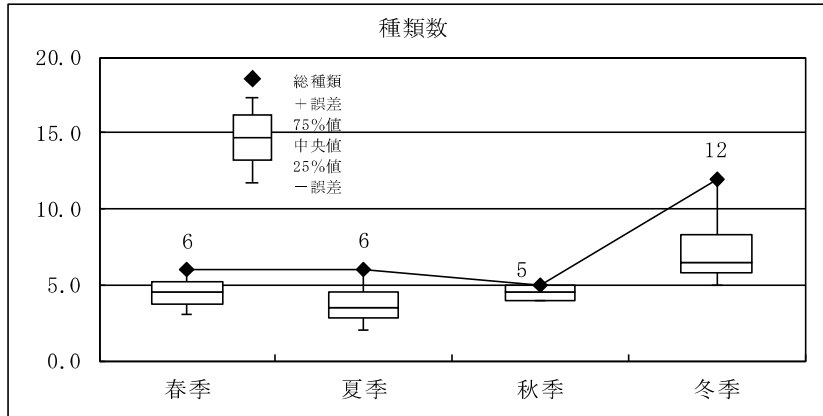 種類数
20.0
15.0
10.0
5.0
0.0
総種類
＋誤差
75%値
中央値
25%値
－誤差
6
6
5
12
春季
夏季
秋季
冬季